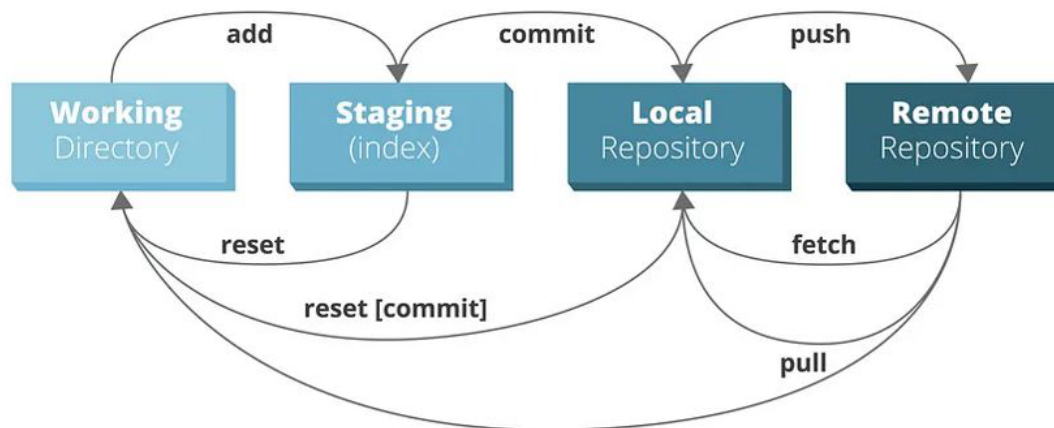 add
commit
push
Working
Directory
Staging
(index)
Local
Repository
Remote
Repository
reset
fetch
reset [commit]
pull